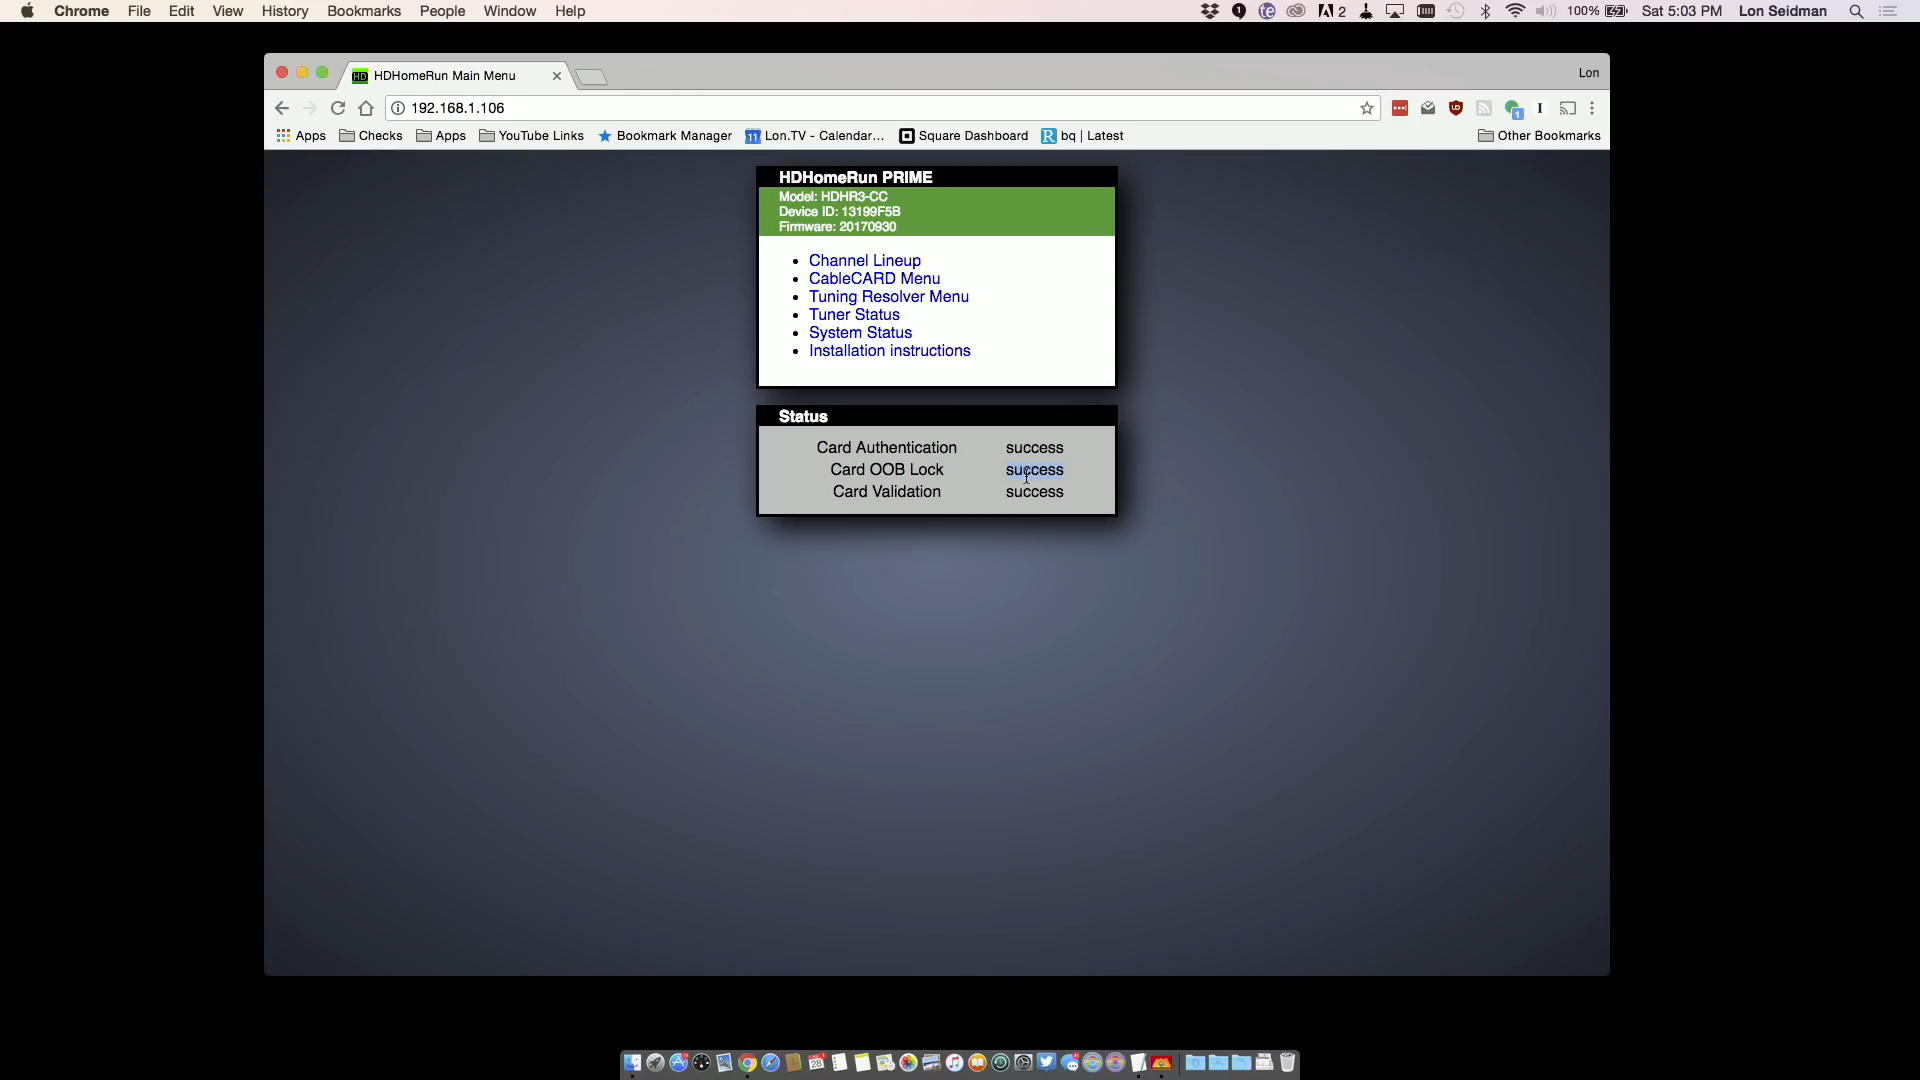 Chrome File Edit View History Bookmarks People Window Help 2 100% Sat 5:03 PM Lon Seidman
HDHomeRun Main Menu Lon
192.168.1.106
Apps Checks Apps YouTube Links Bookmark Manager 11 Lon.TV - Calendar... Square Dashboard bq | Latest Other Bookmarks
HDHomeRun PRIME
Model: HDHR3-CC
Device ID: 13199F5B
Firmware: 20170930
Channel Lineup
CableCARD Menu
Tuning Resolver Menu
Tuner Status
System Status
Installation instructions
Status
Card Authentication success
Card OOB Lock success
Card Validation success